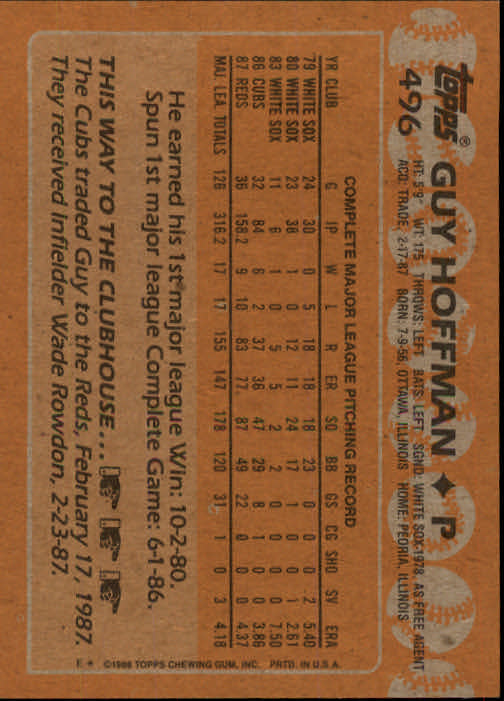 topps® GUY HOFFMAN ✦ P
496
HT: 5'9" WT: 175 THROWS: LEFT BATS: LEFT SGND: WHITE SOX-1978, AS FREE AGENT
ACQ: TRADE, 2-17-87 BORN: 7-9-56, OTTAWA, ILLINOIS HOME: PEORIA, ILLINOIS
COMPLETE MAJOR LEAGUE PITCHING RECORD
YR CLUB G IP W L R ER SO BB GS CG SHO SV ERA
79 WHITE SOX 24 30 0 5 18 18 18 23 0 0 0 2 5.40
80 WHITE SOX 23 38 1 0 12 11 24 17 1 0 0 1 2.61
83 WHITE SOX 11 6 1 0 5 5 2 2 0 0 0 0 7.50
86 CUBS 32 84 6 2 37 36 47 29 8 1 0 0 3.86
87 REDS 36 158.2 9 10 83 77 87 49 22 0 0 0 4.37
MAJ. LEA. TOTALS 126 316.2 17 17 155 147 178 120 31 1 0 3 4.18
He earned his 1st major league Win: 10-2-80.
Spun 1st major league Complete Game: 6-1-86.
THIS WAY TO THE CLUBHOUSE...
The Cubs traded Guy to the Reds, February 17, 1987.
They received Infielder Wade Rowdon, 2-23-87.
E* ©1988 TOPPS CHEWING GUM, INC. PRTD. IN U.S.A.